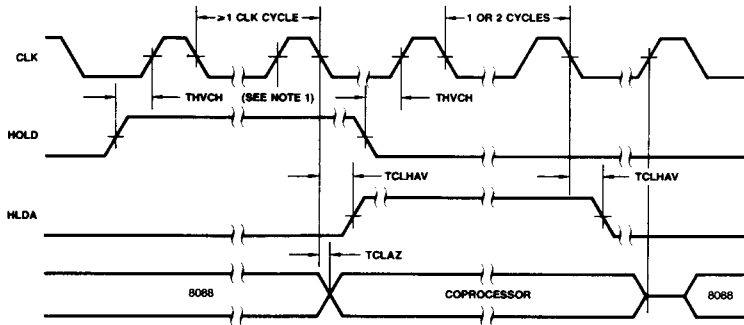 ≥1 CLK CYCLE
1 OR 2 CYCLES
CLK
THVCH
(SEE NOTE 1)
THVCH
HOLD
TCLHAV
TCLHAV
HLDA
TCLAZ
8088
COPROCESSOR
8088